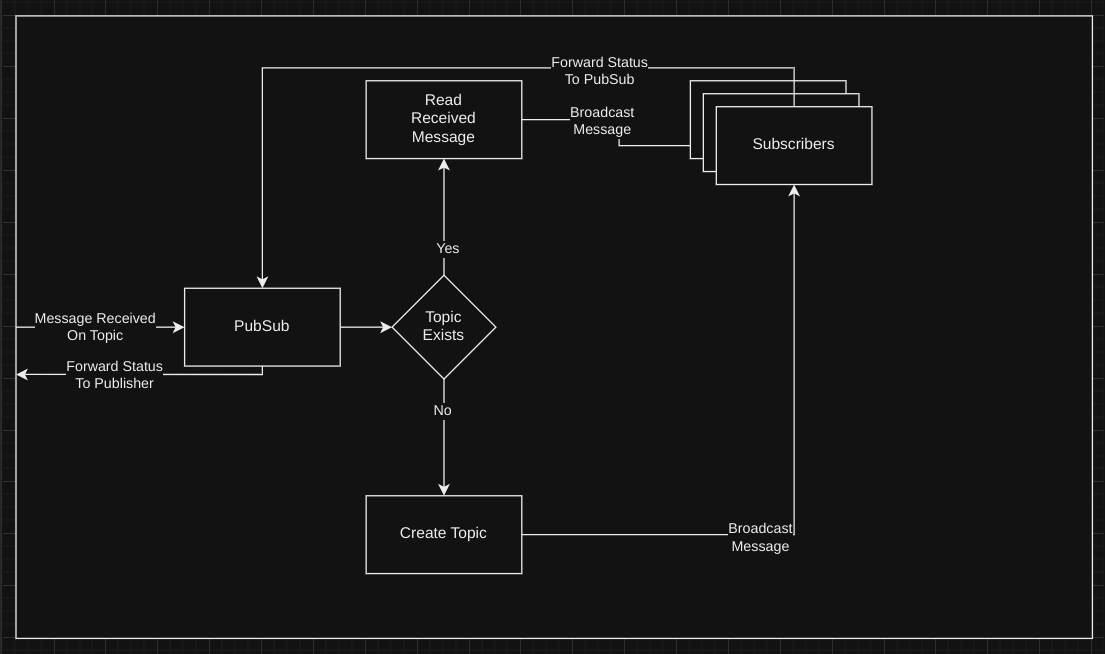 Forward Status
To PubSub
Read
Received
Message
Broadcast
Message
Subscribers
Yes
Message Received
On Topic
PubSub
Topic
Exists
Forward Status
To Publisher
No
Create Topic
Broadcast
Message